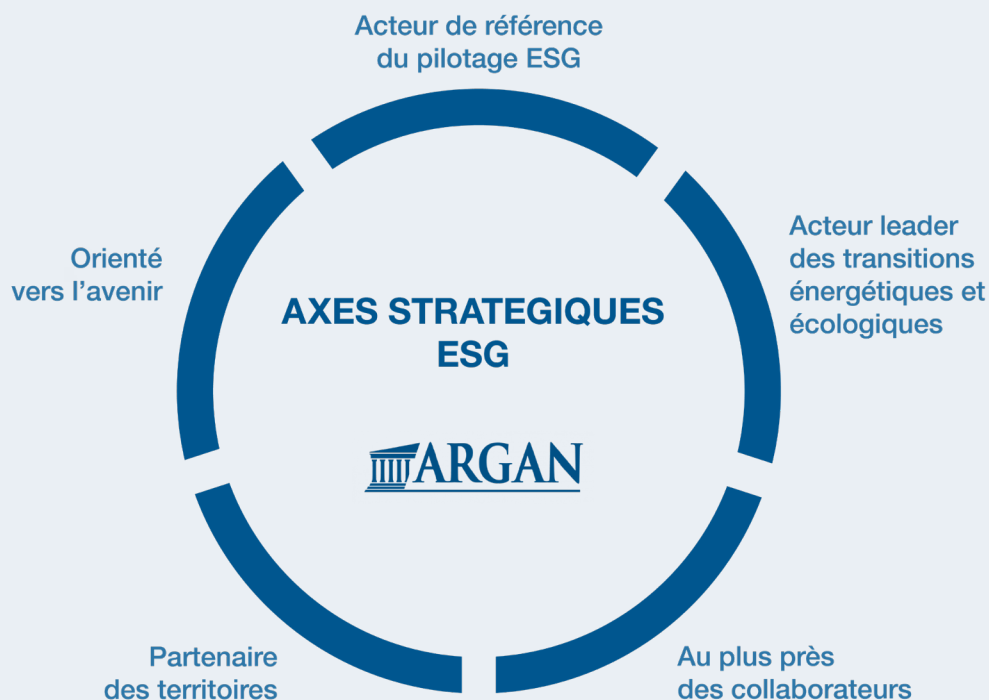 Acteur de référence
du pilotage ESG
Acteur leader
des transitions
énergétiques et
écologiques
Orienté
vers l’avenir
AXES STRATEGIQUES
ESG
ARGAN
Partenaire
des territoires
Au plus près
des collaborateurs